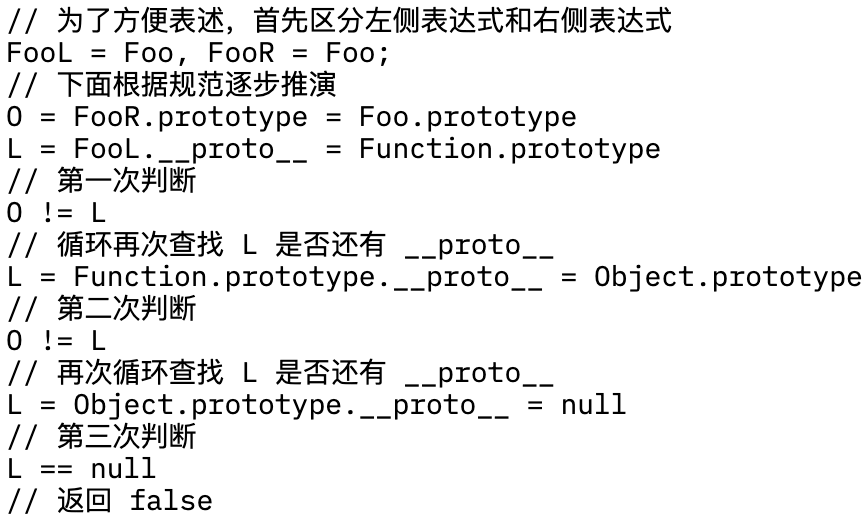 // 为了方便表述，首先区分左侧表达式和右侧表达式
FooL = Foo, FooR = Foo;
// 下面根据规范逐步推演
O = FooR.prototype = Foo.prototype
L = FooL.__proto__ = Function.prototype
// 第一次判断
O != L
// 循环再次查找 L 是否还有 __proto__
L = Function.prototype.__proto__ = Object.prototype
// 第二次判断
O != L
// 再次循环查找 L 是否还有 __proto__
L = Object.prototype.__proto__ = null
// 第三次判断
L == null
// 返回 false